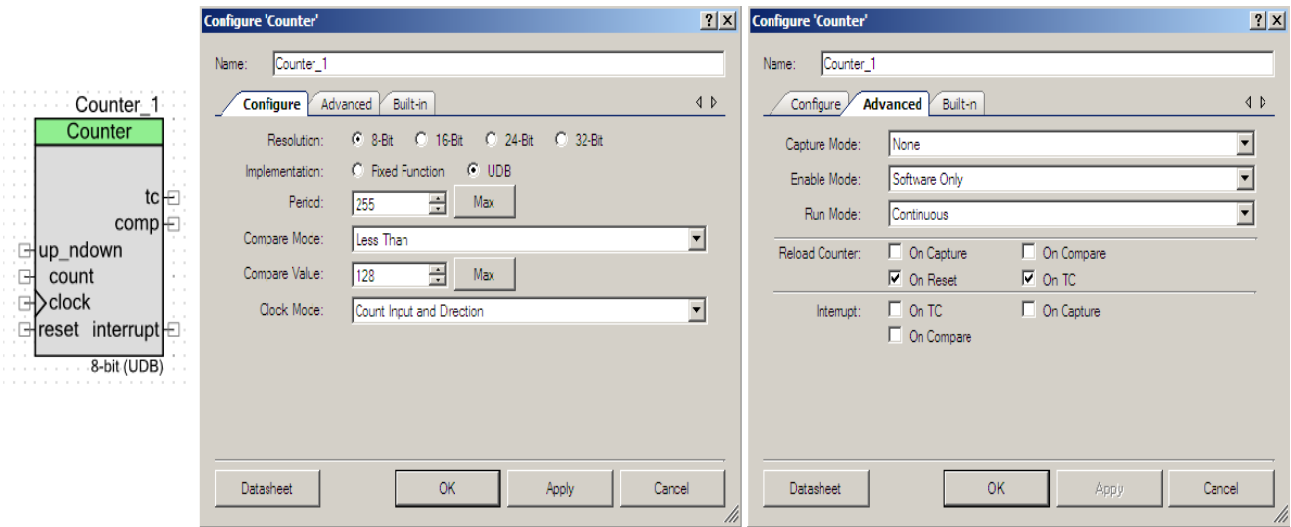 Counter_1
Counter
tc
comp
up_ndown
count
clock
reset interrupt
8-bit (UDB)
Configure 'Counter'
Name: Counter_1
Configure Advanced Built-in
Resolution: 8-Bit 16-Bit 24-Bit 32-Bit
Implementation: Fixed Function UDB
Period: 255 Max
Compare Mode: Less Than
Compare Value: 128 Max
Clock Mode: Count Input and Drection
Datasheet OK Apply Cancel
Configure 'Counter'
Name: Counter_1
Configure Advanced Built-n
Capture Mode: None
Enable Mode: Software Only
Run Mode: Continuous
Reload Counter: On Capture On Compare
On Reset On TC
Interrupt: On TC On Capture
On Compare
Datasheet OK Apply Cancel